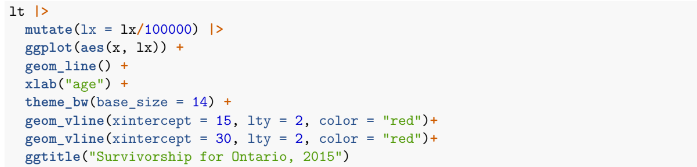 lt |>
  mutate(lx = lx/100000) |>
  ggplot(aes(x, lx)) +
  geom_line() +
  xlab("age") +
  theme_bw(base_size = 14) +
  geom_vline(xintercept = 15, lty = 2, color = "red")+
  geom_vline(xintercept = 30, lty = 2, color = "red")+
  ggtitle("Survivorship for Ontario, 2015")